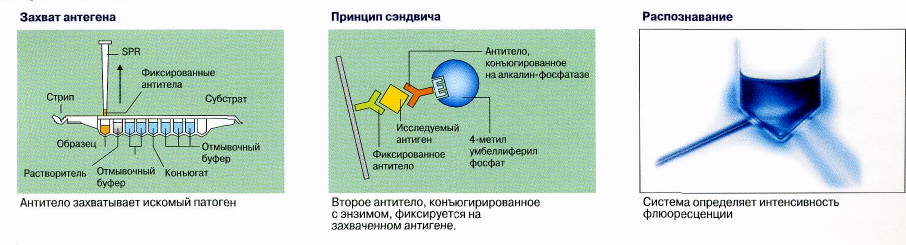 Захват антегена
SPR
Фиксированные
антитела
Стрип
Субстрат
Образец
Растворитель
Отмывочный
буфер
Конъюгат
Отмывочный
буфер
Антитело захватывает искомый патоген
Принцип сэндвича
Антитело,
конъюгированное
на алкалин-фосфатазе
E
Исследуемый
антиген
Фиксированное
антитело
4-метил
умбеллиферил
фосфат
Второе антитело, конъюгирированное
с энзимом, фиксируется на
захваченном антигене.
Распознавание
Система определяет интенсивность
флюоресценции